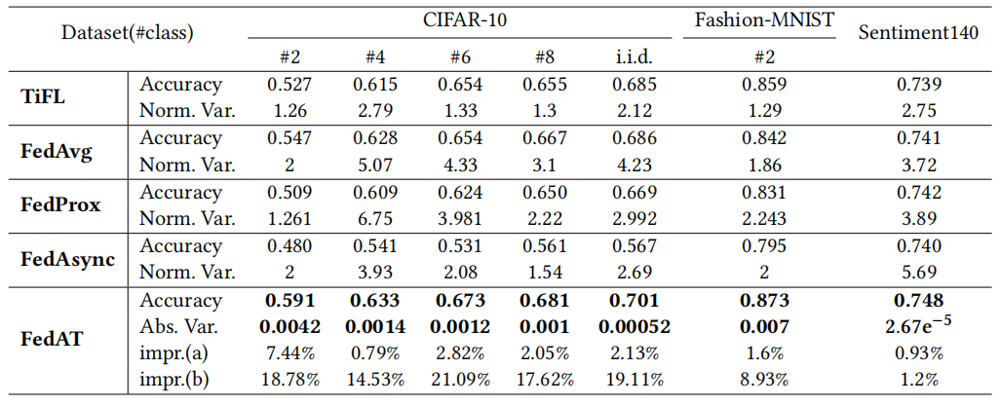 Dataset(#class) CIFAR-10 Fashion-MNIST Sentiment140
#2 #4 #6 #8 i.i.d. #2
TiFL Accuracy 0.527 0.615 0.654 0.655 0.685 0.859 0.739
Norm. Var. 1.26 2.79 1.33 1.3 2.12 1.29 2.75
FedAvg Accuracy 0.547 0.628 0.654 0.667 0.686 0.842 0.741
Norm. Var. 2 5.07 4.33 3.1 4.23 1.86 3.72
FedProx Accuracy 0.509 0.609 0.624 0.650 0.669 0.831 0.742
Norm. Var. 1.261 6.75 3.981 2.22 2.992 2.243 3.89
FedAsync Accuracy 0.480 0.541 0.531 0.561 0.567 0.795 0.740
Norm. Var. 2 3.93 2.08 1.54 2.69 2 5.69
FedAT Accuracy 0.591 0.633 0.673 0.681 0.701 0.873 0.748
Abs. Var. 0.0042 0.0014 0.0012 0.001 0.00052 0.007 2.67e⁻⁵
impr.(a) 7.44% 0.79% 2.82% 2.05% 2.13% 1.6% 0.93%
impr.(b) 18.78% 14.53% 21.09% 17.62% 19.11% 8.93% 1.2%